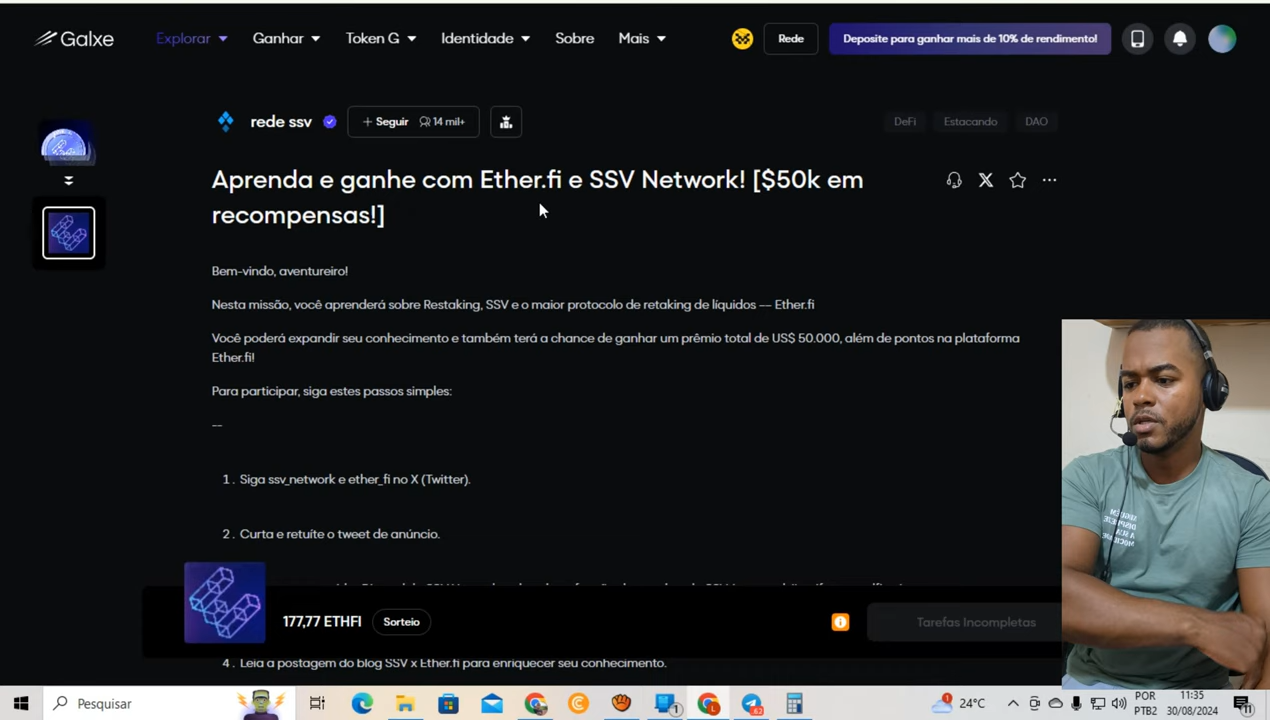 Galxe
Explorar
Ganhar
Token G
Identidade
Sobre
Mais
Rede
Deposite para ganhar mais de 10% de rendimento!
rede ssv
+ Seguir 14 mil+
DeFi
Estacando
DAO
Aprenda e ganhe com Ether.fi e SSV Network! [$50k em
recompensas!]
Bem-vindo, aventureiro!
Nesta missão, você aprenderá sobre Restaking, SSV e o maior protocolo de retaking de líquidos -- Ether.fi
Você poderá expandir seu conhecimento e também terá a chance de ganhar um prêmio total de US$ 50.000, além de pontos na plataforma
Ether.fi!
Para participar, siga estes passos simples:
--
1. Siga ssv_network e ether_fi no X (Twitter).
2. Curta e retuíte o tweet de anúncio.
177,77 ETHFI
Sorteio
Tarefas Incompletas
4. Leia a postagem do blog SSV x Ether.fi para enriquecer seu conhecimento.
Pesquisar
24°C
POR
PTB2
11:35
30/08/2024